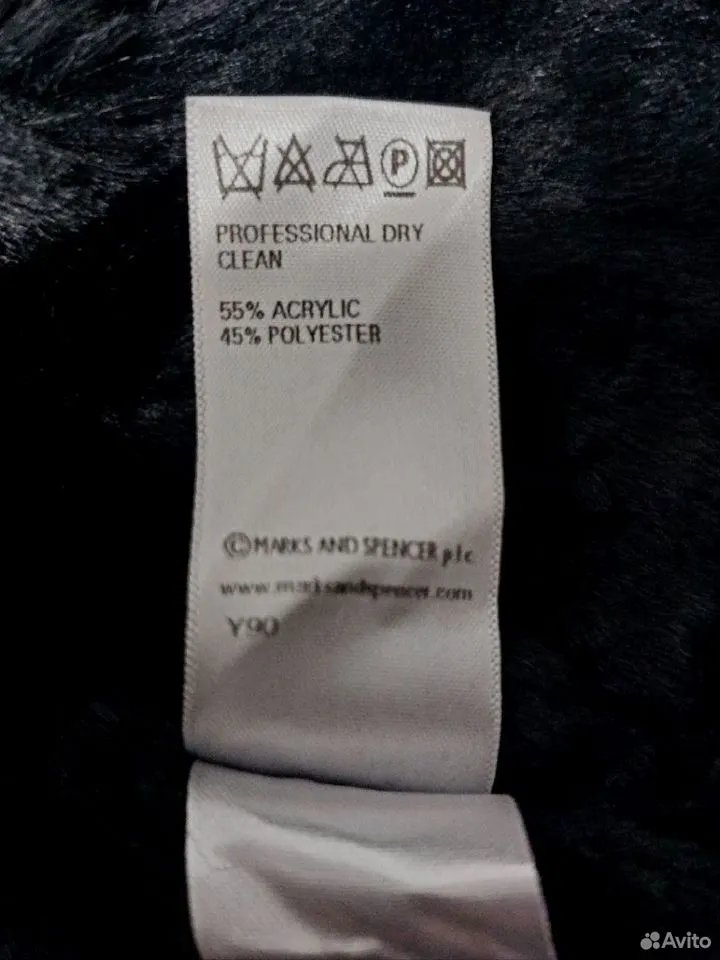 P
PROFESSIONAL DRY
CLEAN
55% ACRYLIC
45% POLYESTER
©MARKS AND SPENCER plc
www.marksandspencer.com
Y90
Avito